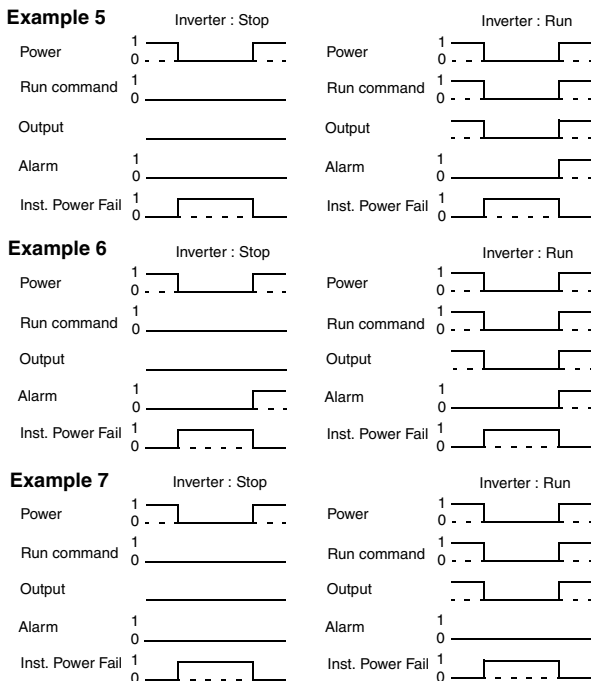 Example 5
Inverter : Stop
Inverter : Run
Power 1 0
Power 1 0
Run command 1 0
Run command 1 0
Output
Output
Alarm 1 0
Alarm 1 0
Inst. Power Fail 1 0
Inst. Power Fail 1 0
Example 6
Inverter : Stop
Inverter : Run
Power 1 0
Power 1 0
Run command 1 0
Run command 1 0
Output
Output
Alarm 1 0
Alarm 1 0
Inst. Power Fail 1 0
Inst. Power Fail 1 0
Example 7
Inverter : Stop
Inverter : Run
Power 1 0
Power 1 0
Run command 1 0
Run command 1 0
Output
Output
Alarm 1 0
Alarm 1 0
Inst. Power Fail 1 0
Inst. Power Fail 1 0